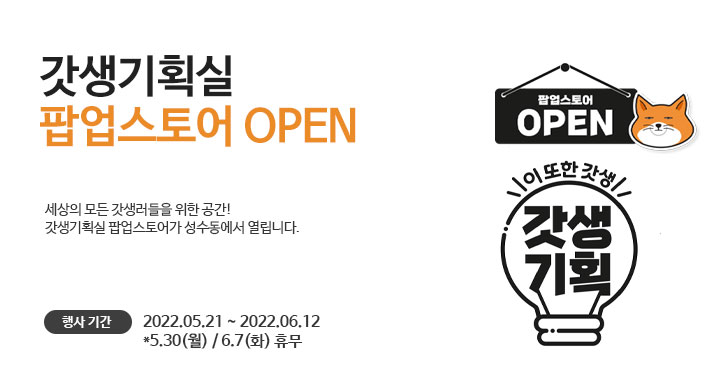 갓생기획실
팝업스토어 OPEN
세상의 모든 갓생러들을 위한 공간!
갓생기획실 팝업스토어가 성수동에서 열립니다.
행사 기간
2022.05.21 ~ 2022.06.12
*5.30(월) / 6.7(화) 휴무
팝업스토어
OPEN
이 또한 갓생
갓생
기획